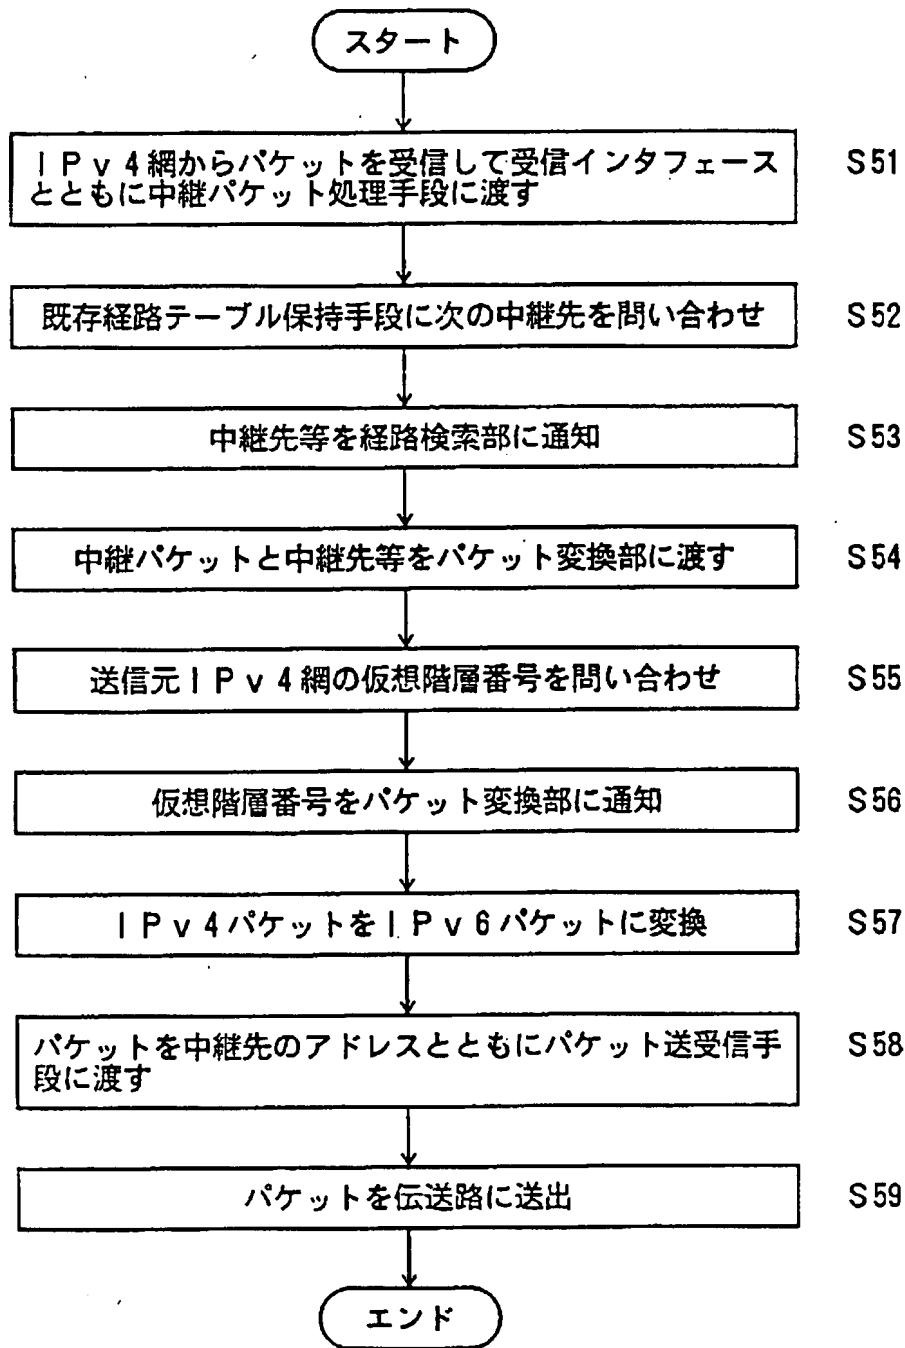 スタート
IPv4網からパケットを受信して受信インタフェース
とともに中継パケット処理手段に渡す
S51
既存経路テーブル保持手段に次の中継先を問い合わせ
S52
中継先等を経路検索部に通知
S53
中継パケットと中継先等をパケット変換部に渡す
S54
送信元IPv4網の仮想階層番号を問い合わせ
S55
仮想階層番号をパケット変換部に通知
S56
IPv4パケットをIPv6パケットに変換
S57
パケットを中継先のアドレスとともにパケット送受信手
段に渡す
S58
パケットを伝送路に送出
S59
エンド